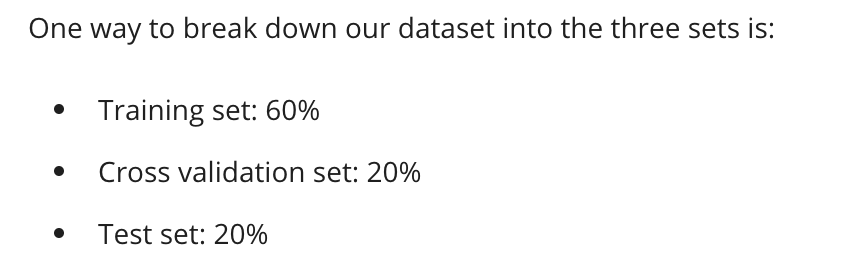 One way to break down our dataset into the three sets is:
• Training set: 60%
• Cross validation set: 20%
• Test set: 20%